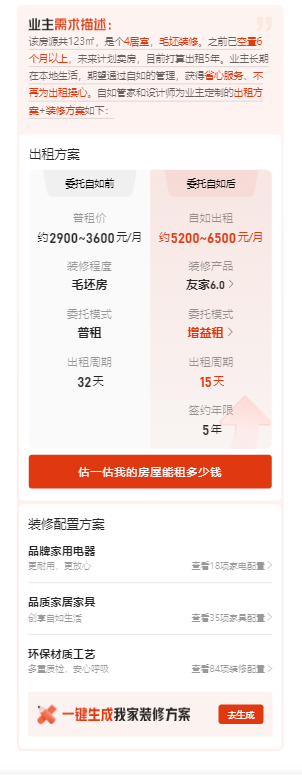 业主需求描述：
该房源共123㎡，是个4居室，毛坯装修。之前已空置6
个月以上，未来计划卖房，目前打算出租5年。业主长期
在本地生活，期望通过自如的管理，获得省心服务、不
再为出租操心。自如管家和设计师为业主定制的出租方
案+装修方案如下：
出租方案
委托自如前
委托自如后
普租价
自如出租
约2900~3600元/月
约5200~6500元/月
装修程度
装修产品
毛坯房
友家6.0
委托模式
委托模式
普租
增益租
出租周期
出租周期
32天
15天
签约年限
5年
估一估我的房屋能租多少钱
装修配置方案
品牌家用电器
更耐用，更放心
查看18项家电配置
品质家居家具
创享自如生活
查看35项家具配置
环保材质工艺
多重质检，安心呼吸
查看84项装修配置
一键生成我家装修方案
去生成